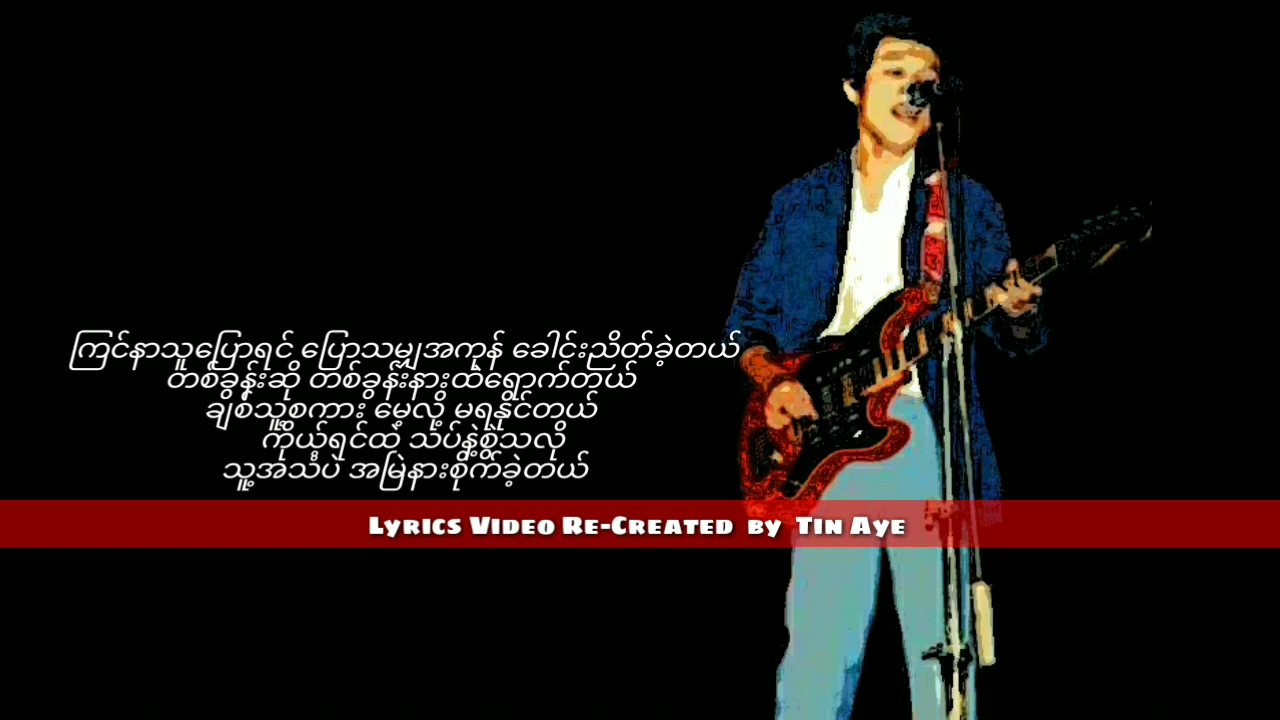 ကြင်နာသူပြောရင် ပြောသမျှအကုန် ခေါင်းညိတ်ခဲ့တယ်
တစ်ခွန်းဆို တစ်ခွန်းနားထဲရောက်တယ်
ချစ်သူ့စကား မေ့လို့ မရနိုင်တယ်
ကိုယ့်ရင်ထဲ သပ်နဲ့စွဲသလို
သူ့အသံပဲ အမြဲနားစိုက်ခဲ့တယ်
Lyrics Video Re-Created by Tin Aye